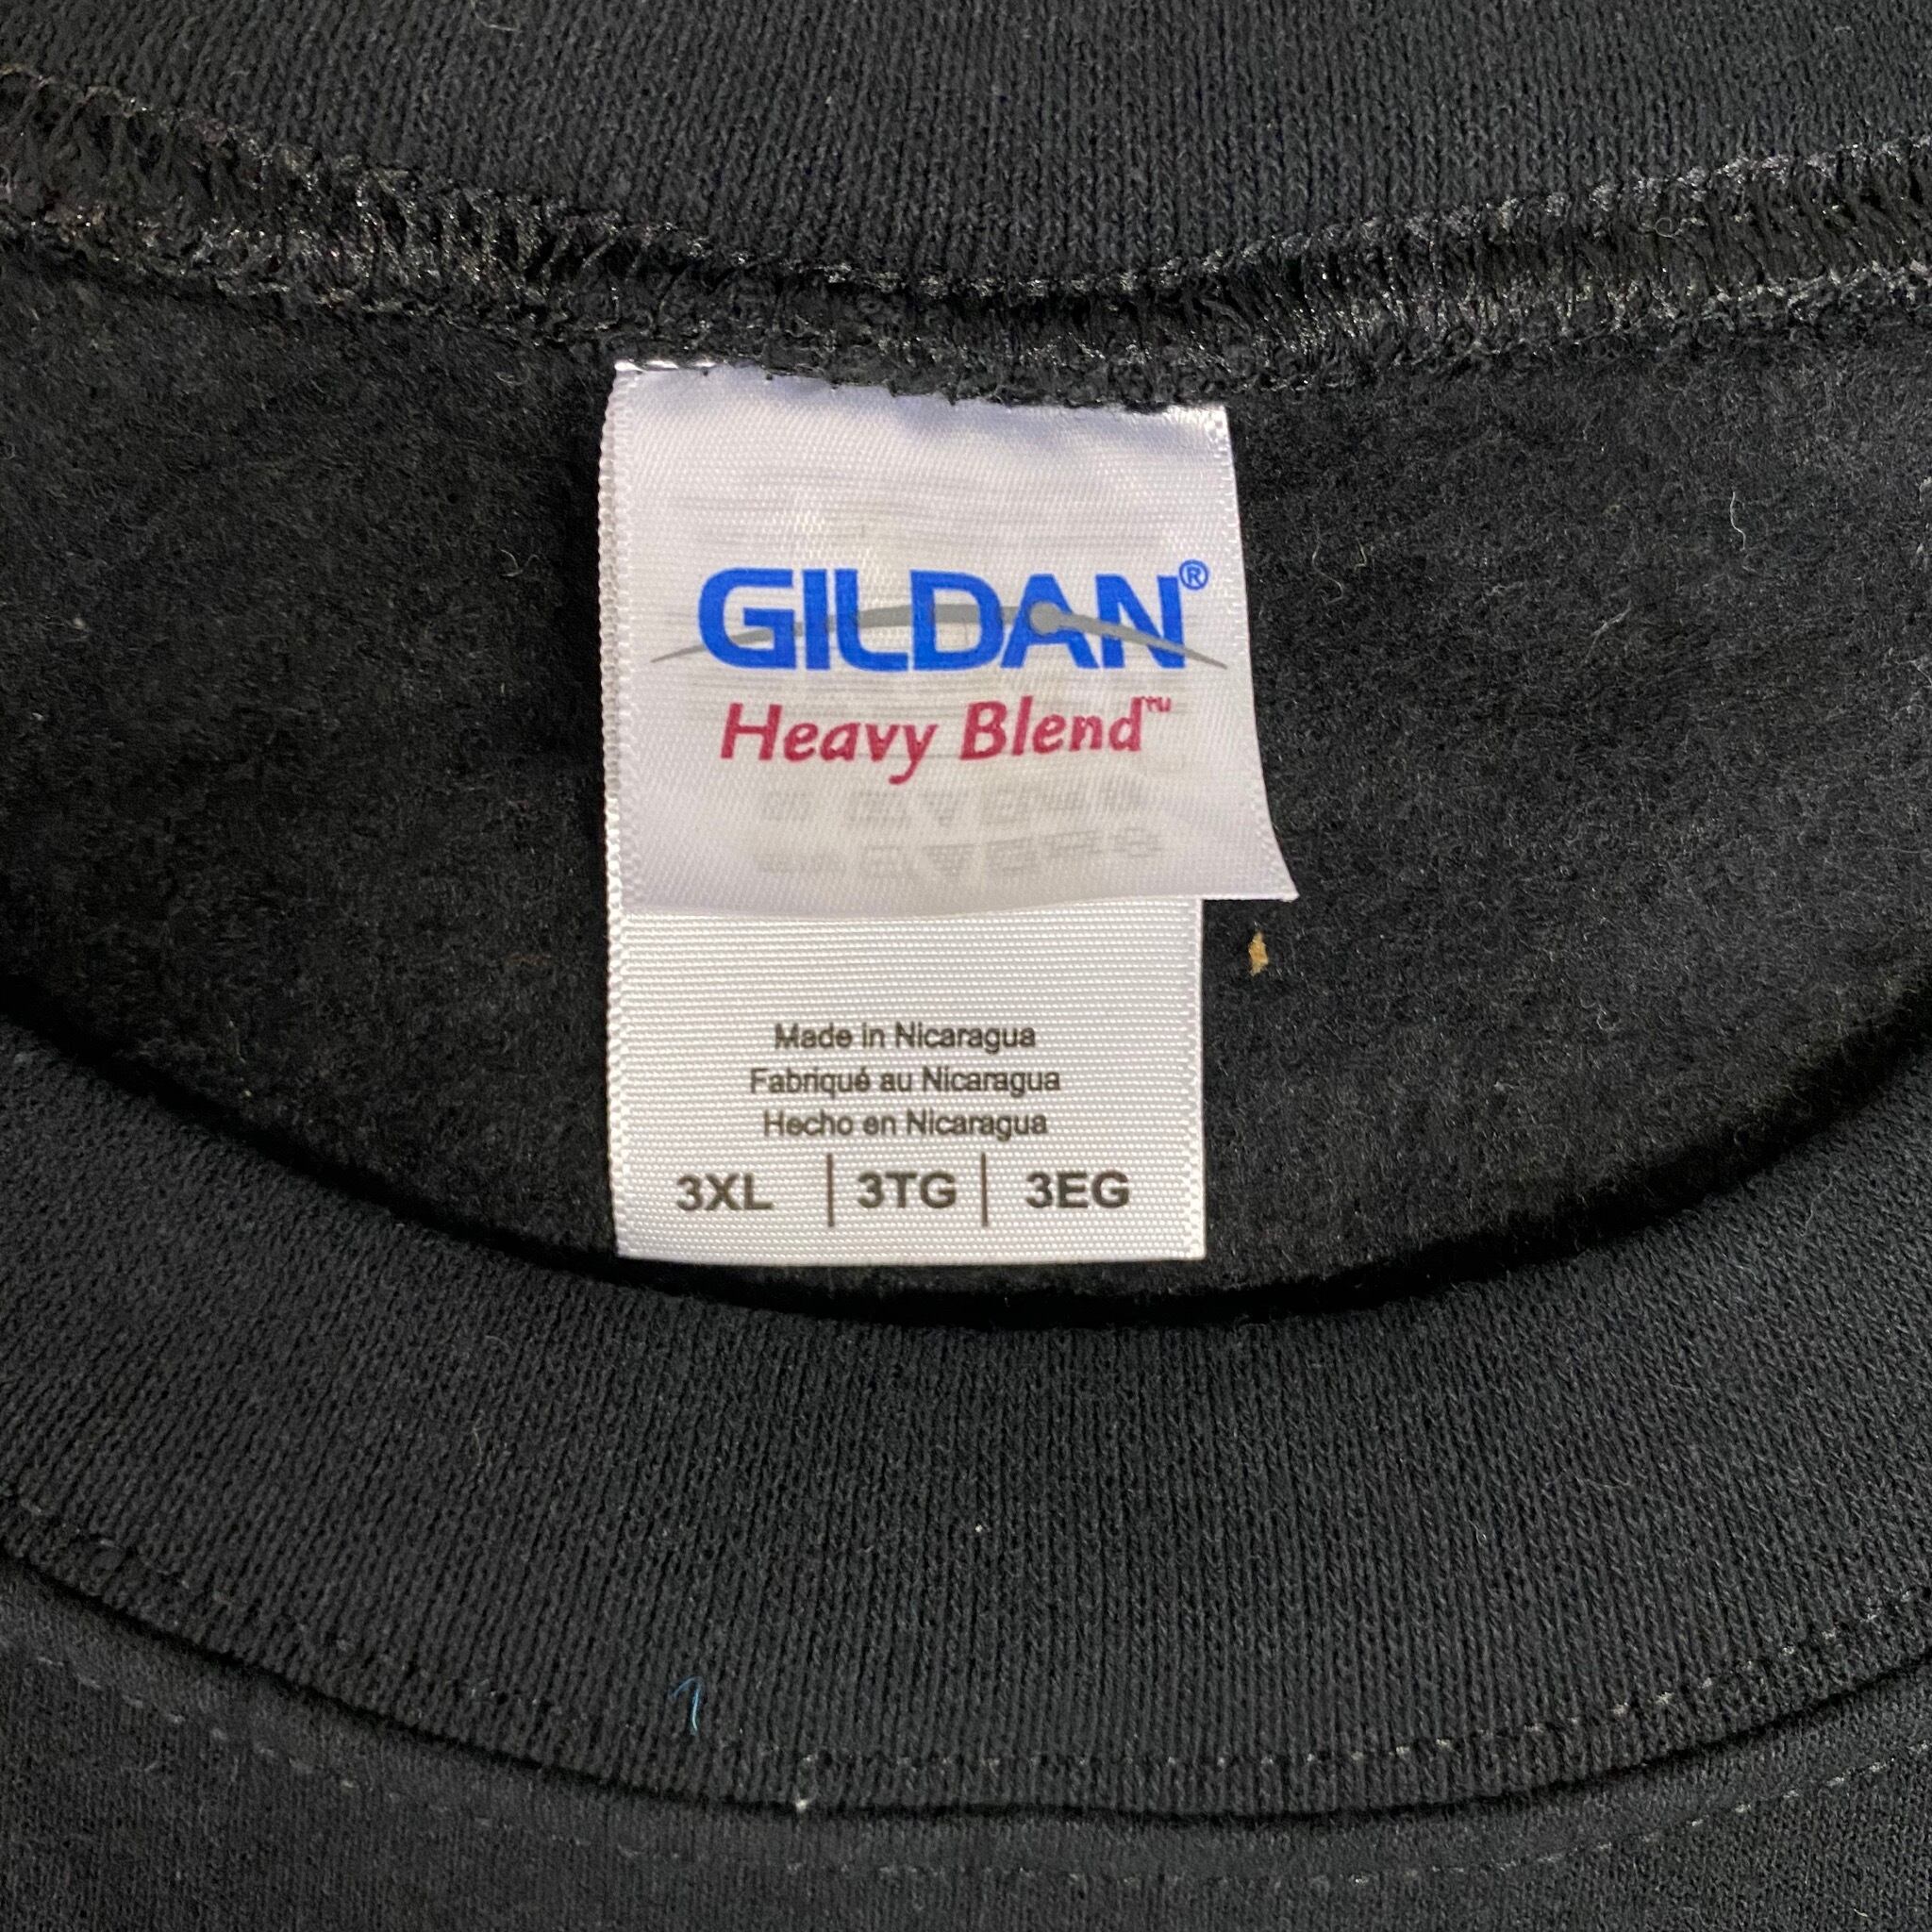 GILDAN®
Heavy Blend™
Made in Nicaragua
Fabriqué au Nicaragua
Hecho en Nicaragua
3XL | 3TG | 3EG